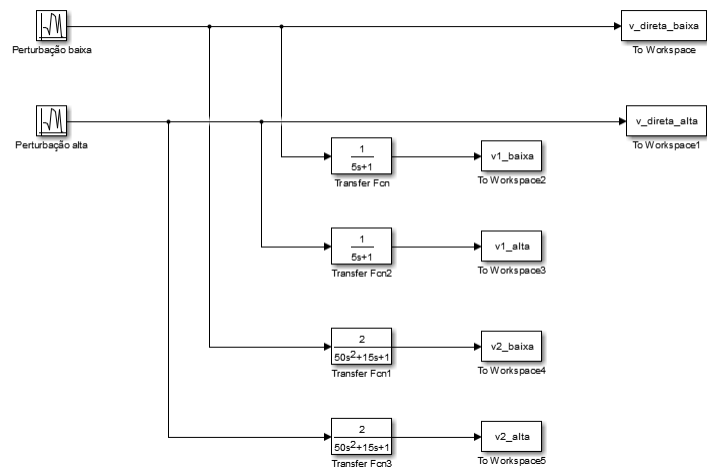 v_direta_baixa
Perturbação baixa
To Workspace
v_direta_alta
Perturbação alta
To Workspace1
1
5s+1
Transfer Fcn
v1_baixa
To Workspace2
1
5s+1
Transfer Fcn2
v1_alta
To Workspace3
2
50s²+15s+1
Transfer Fcn1
v2_baixa
To Workspace4
2
50s²+15s+1
Transfer Fcn3
v2_alta
To Workspace5